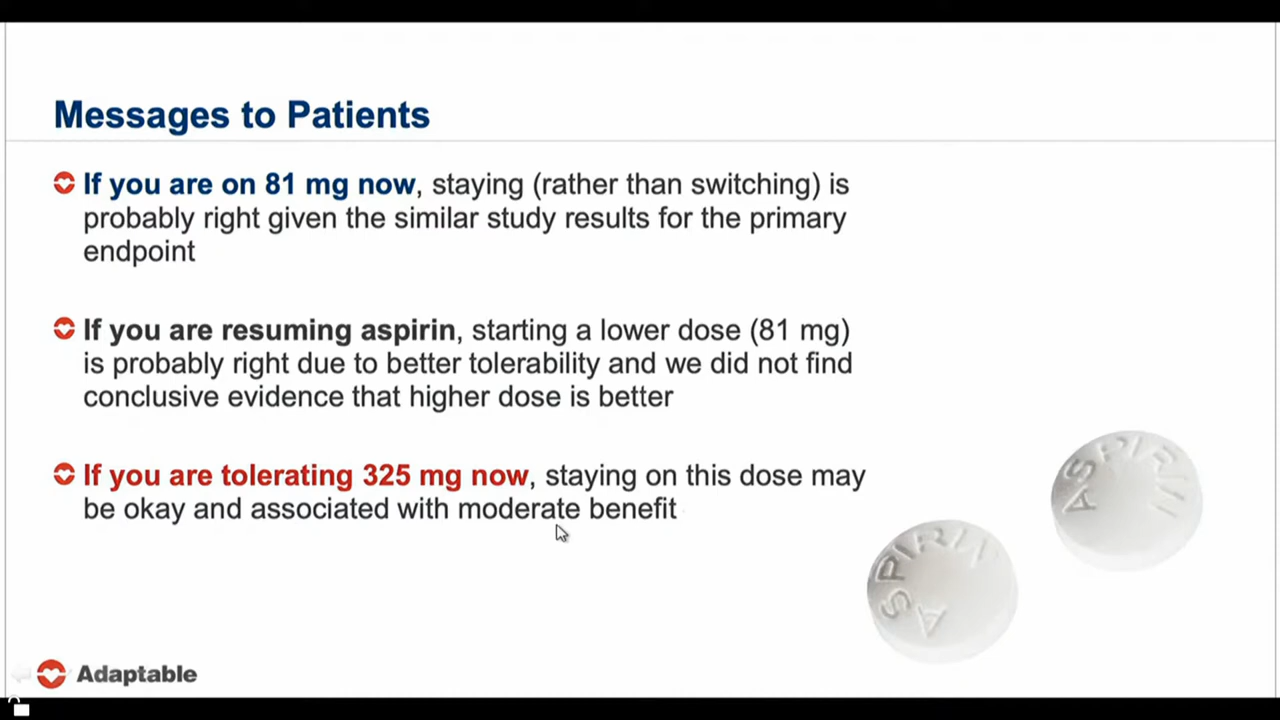 Messages to Patients
If you are on 81 mg now, staying (rather than switching) is
probably right given the similar study results for the primary
endpoint
If you are resuming aspirin, starting a lower dose (81 mg)
is probably right due to better tolerability and we did not find
conclusive evidence that higher dose is better
If you are tolerating 325 mg now, staying on this dose may
be okay and associated with moderate benefit
ASPIRIN
ASPIRIN
Adaptable